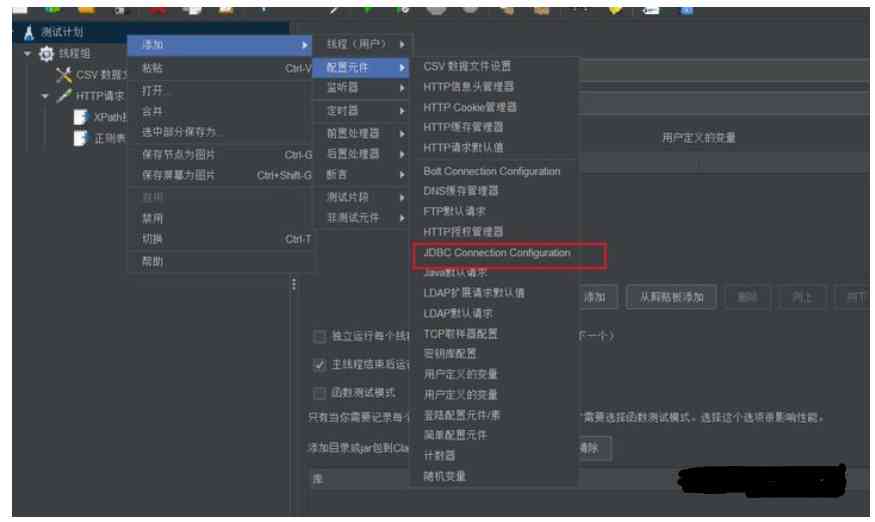 测试计划
线程组
CSV 数据文
HTTP请求
XPath
正则表
添加
粘贴 Ctrl-V
打开...
合并
选中部分保存为...
保存节点为图片 Ctrl-G
保存屏幕为图片 Ctrl+Shift-G
启用
禁用
切换 Ctrl-T
帮助
线程（用户）
配置元件
监听器
定时器
前置处理器
后置处理器
断言
测试片段
非测试元件
CSV 数据文件设置
HTTP信息头管理器
HTTP Cookie管理器
HTTP缓存管理器
HTTP请求默认值
Bolt Connection Configuration
DNS缓存管理器
FTP默认请求
HTTP授权管理器
JDBC Connection Configuration
Java默认请求
LDAP扩展请求默认值
LDAP默认请求
TCP取样器配置
密钥库配置
用户定义的变量
用户定义的变量
登陆配置元件/素
简单配置元件
计数器
随机变量
用户定义的变量
添加 从剪贴板添加 删除 向上 向下
独立运行每个线 下一个）
主线程结束后运
函数测试模式
只有当你需要记录每个 需要选择函数测试模式。选择这个选项很影响性能。
添加目录或jar包到Cla 清除
库